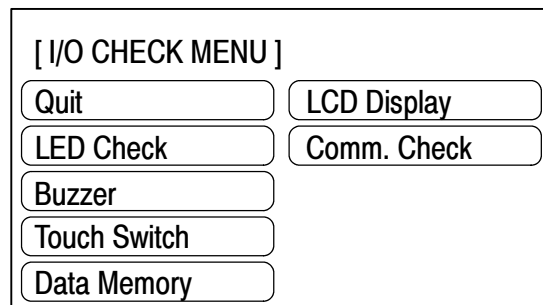 [ I/O CHECK MENU ]
Quit
LED Check
Buzzer
Touch Switch
Data Memory
LCD Display
Comm. Check